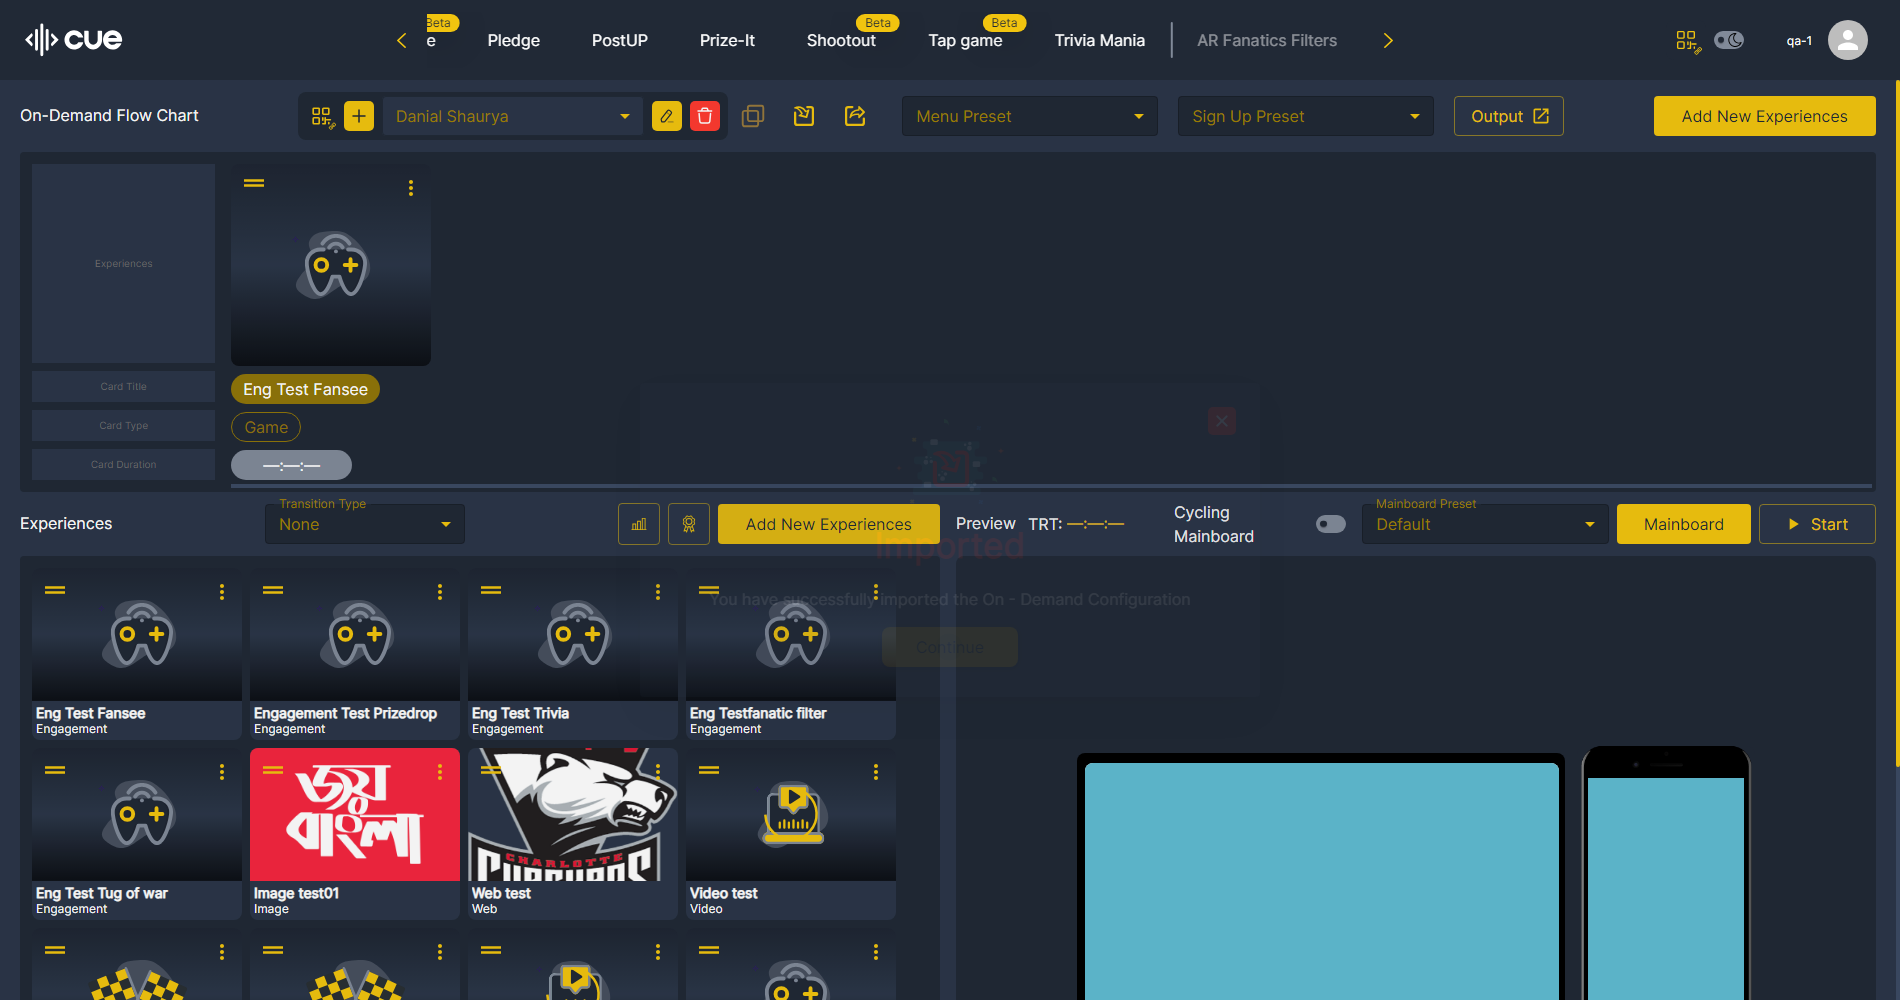 cue
Beta
e
Pledge
PostUP
Prize-It
Beta
Shootout
Beta
Tap game
Trivia Mania
AR Fanatics Filters
qa-1
On-Demand Flow Chart
Danial Shaurya
Menu Preset
Sign Up Preset
Output
Add New Experiences
Experiences
Card Title
Card Type
Card Duration
Eng Test Fansee
Game
—:—:—
Experiences
Transition Type
None
Add New Experiences
Preview
TRT: —:—:—
Cycling
Mainboard
Mainboard Preset
Default
Mainboard
Start
Imported
You have successfully imported the On - Demand Configuration
Continue
Eng Test Fansee
Engagement
Engagement Test Prizedrop
Engagement
Eng Test Trivia
Engagement
Eng Testfanatic filter
Engagement
জয়
বাংলা
CHARLOTTE
Eng Test Tug of war
Engagement
Image test01
Image
Web test
Web
Video test
Video